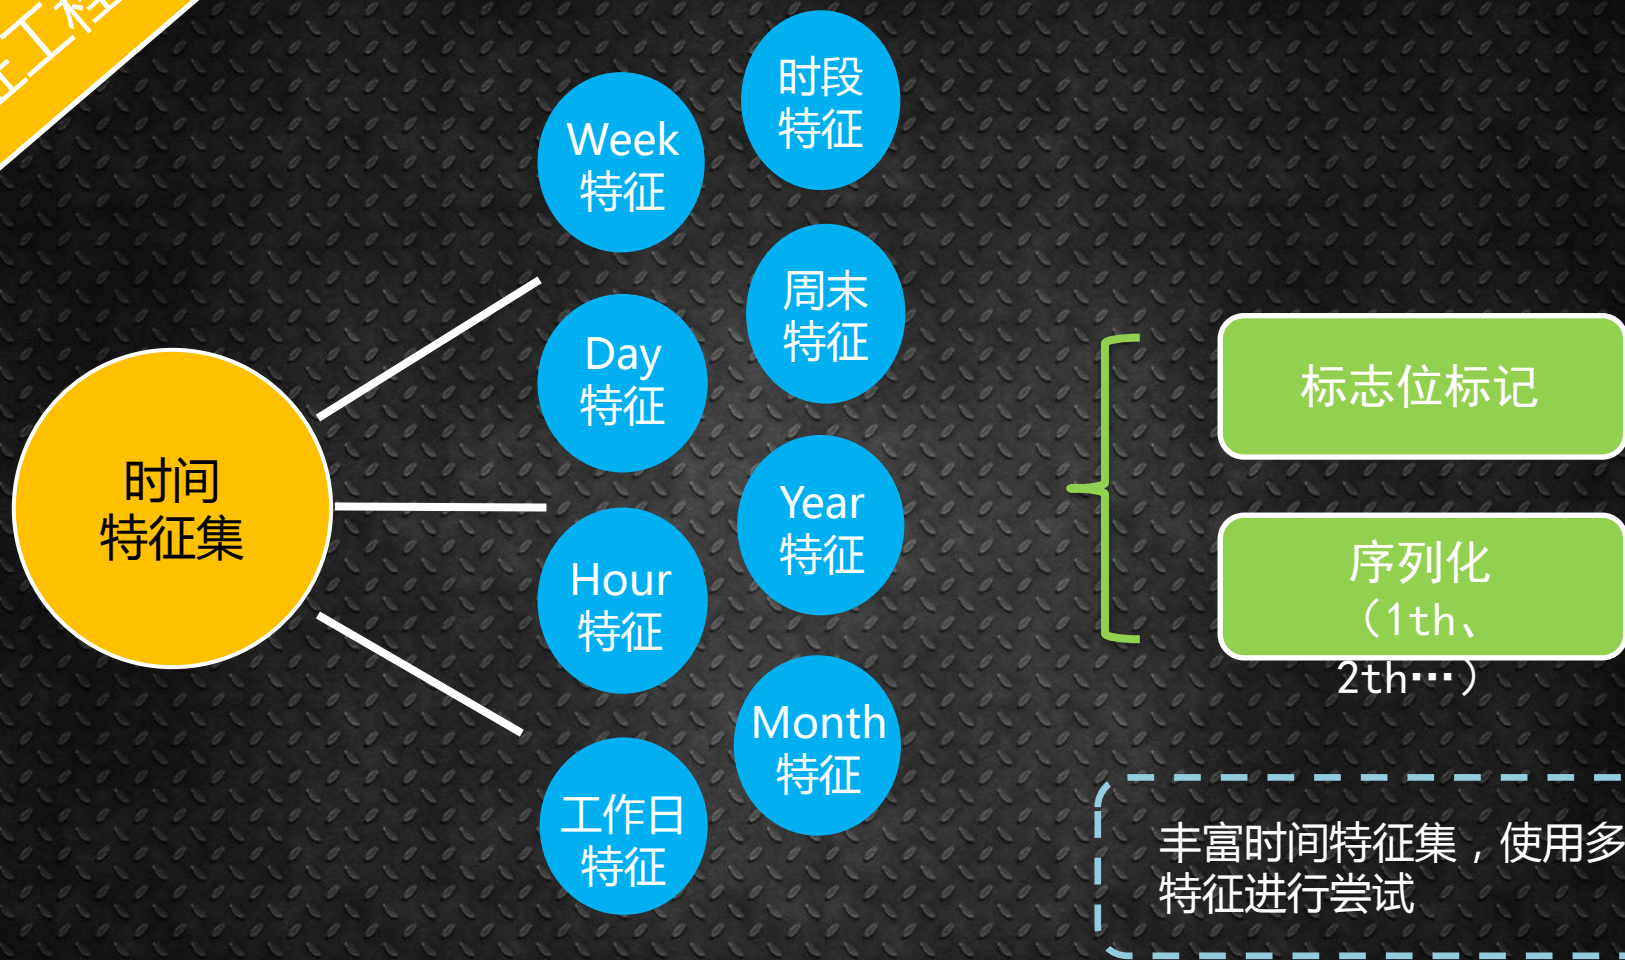 征工程
时段
特征
Week
特征
周末
特征
Day
特征
时间
特征集
Year
特征
Hour
特征
Month
特征
工作日
特征
标志位标记
序列化
（1th、
2th…）
丰富时间特征集，使用多
特征进行尝试